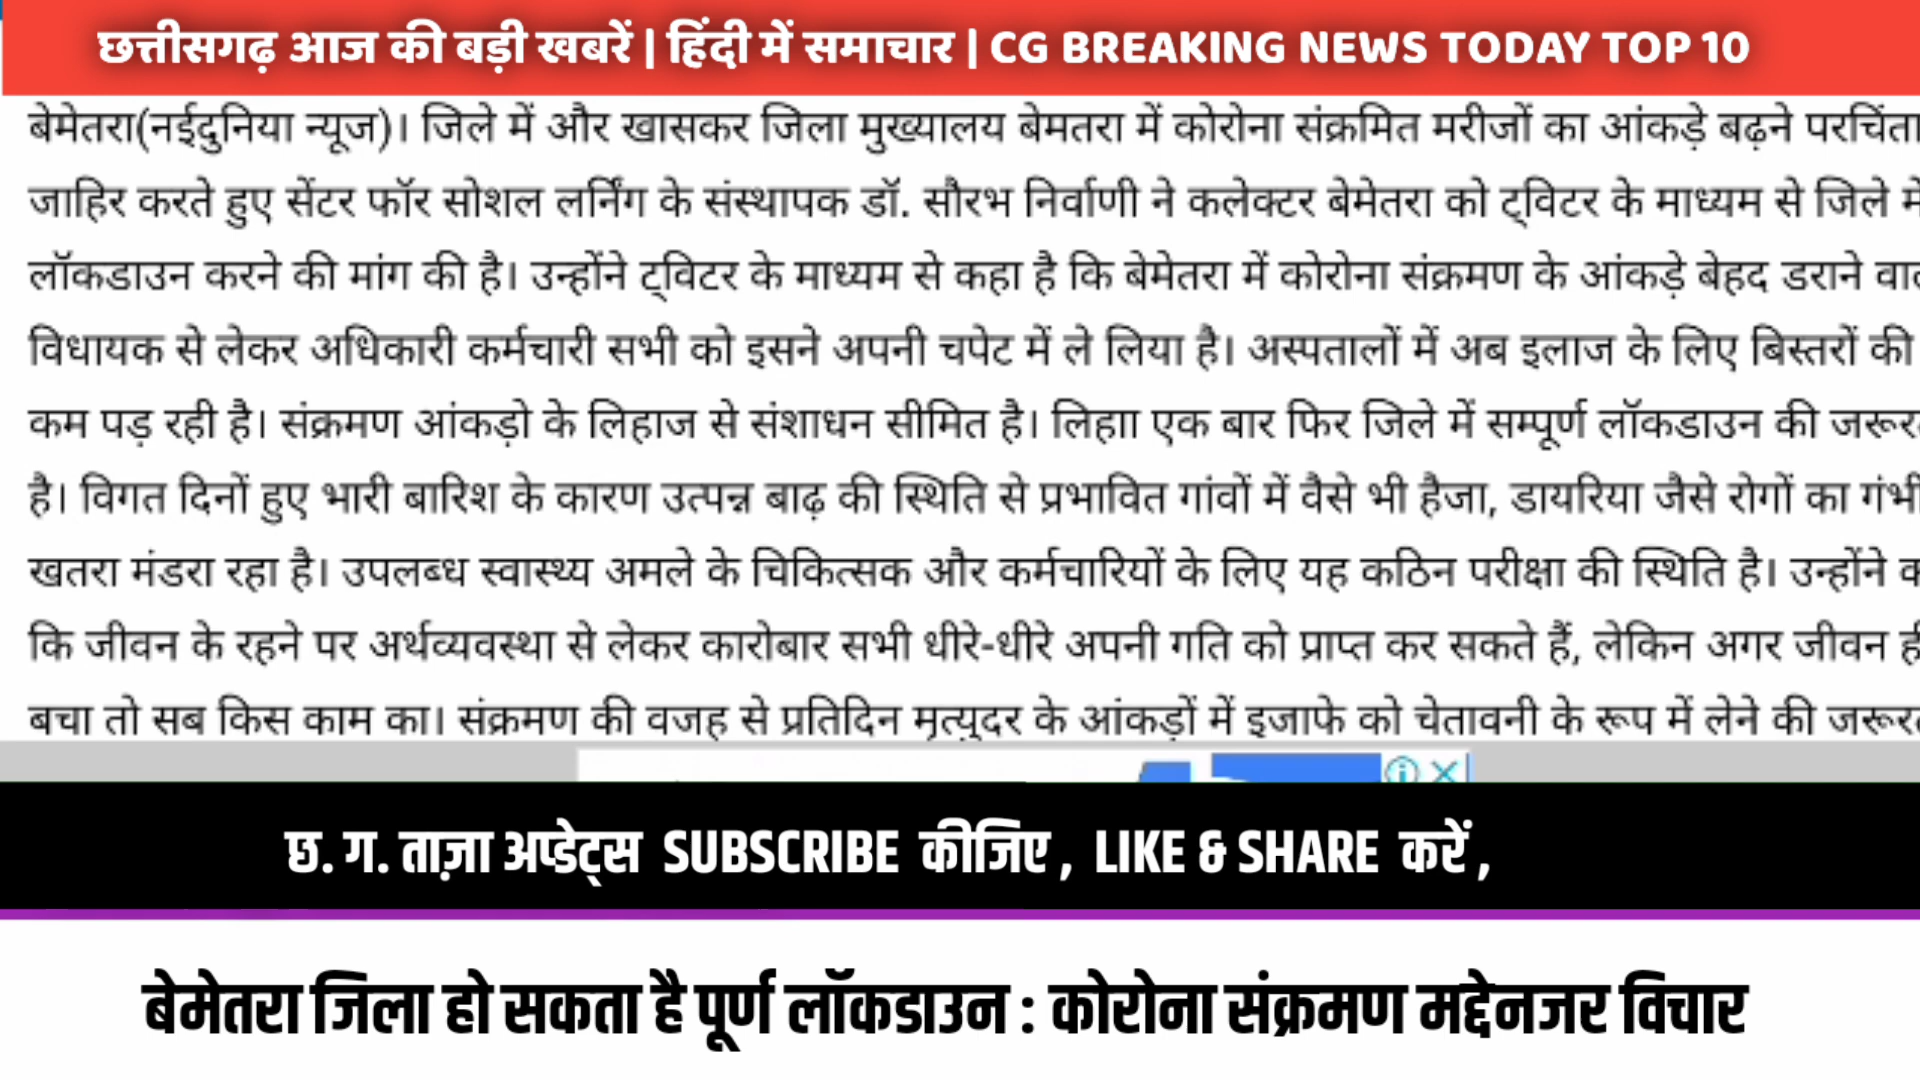 छत्तीसगढ़ आज की बड़ी खबरें | हिंदी में समाचार | CG BREAKING NEWS TODAY TOP 10
बेमेतरा(नईदुनिया न्यूज)। जिले में और खासकर जिला मुख्यालय बेमतरा में कोरोना संक्रमित मरीजों का आंकड़े बढ़ने परचिंता
जाहिर करते हुए सेंटर फॉर सोशल लर्निंग के संस्थापक डॉ. सौरभ निर्वाणी ने कलेक्टर बेमेतरा को ट्विटर के माध्यम से जिले में
लॉकडाउन करने की मांग की है। उन्होंने ट्विटर के माध्यम से कहा है कि बेमेतरा में कोरोना संक्रमण के आंकड़े बेहद डराने
विधायक से लेकर अधिकारी कर्मचारी सभी को इसने अपनी चपेट में ले लिया है। अस्पतालों में अब इलाज के लिए बिस्तरों की
कम पड़ रही है। संक्रमण आंकड़ो के लिहाज से संशाधन सीमित है। लिहाा एक बार फिर जिले में सम्पूर्ण लॉकडाउन की
है। विगत दिनों हुए भारी बारिश के कारण उत्पन्न बाढ़ की स्थिति से प्रभावित गांवों में वैसे भी हैजा, डायरिया जैसे रोगों का
खतरा मंडरा रहा है। उपलब्ध स्वास्थ्य अमले के चिकित्सक और कर्मचारियों के लिए यह कठिन परीक्षा की स्थिति है। उन्होंने
कि जीवन के रहने पर अर्थव्यवस्था से लेकर कारोबार सभी धीरे-धीरे अपनी गति को प्राप्त कर सकते हैं, लेकिन अगर जीवन
बचा तो सब किस काम का। संक्रमण की वजह से प्रतिदिन मृत्युदर के आंकड़ों में इजाफे को चेतावनी के रूप में लेने की
छ. ग. ताज़ा अप्डेट्स SUBSCRIBE कीजिए , LIKE & SHARE करें ,
बेमेतरा जिला हो सकता है पूर्ण लॉकडाउन : कोरोना संक्रमण मद्देनजर विचार